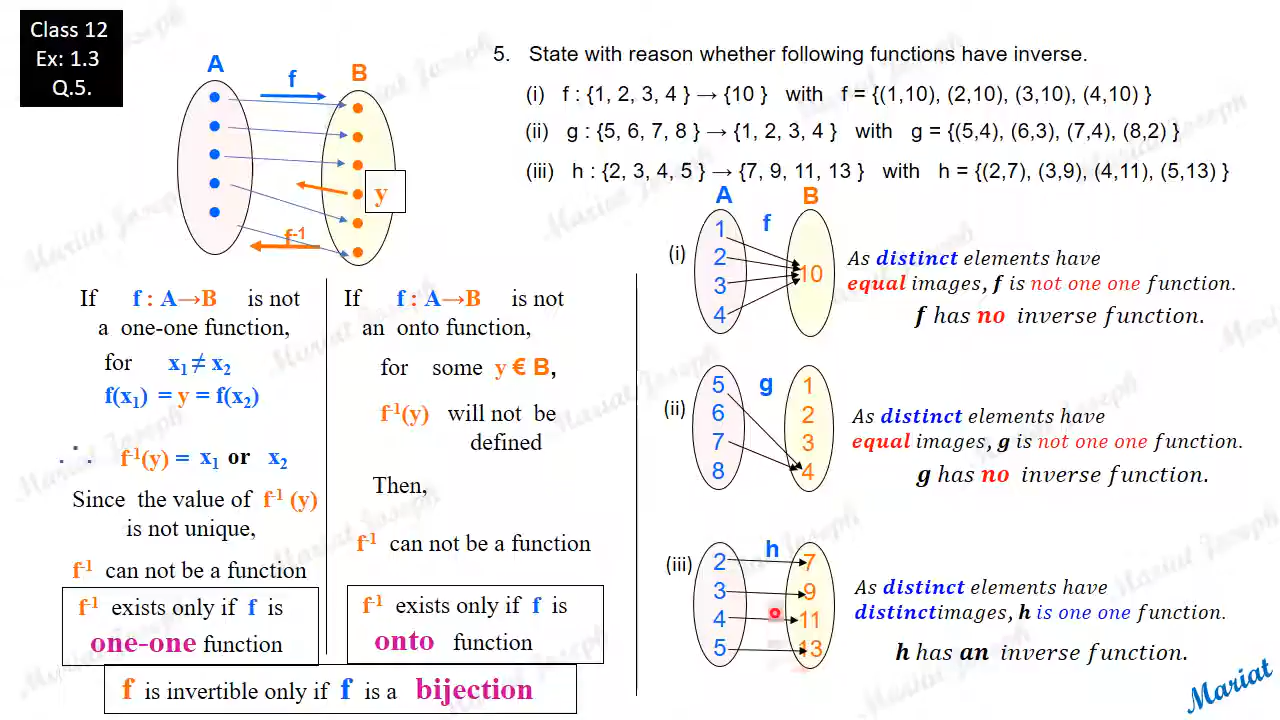 Class 12
Ex: 1.3
Q.5.
A
f
B
y
f-1
5. State with reason whether following functions have inverse.
(i) f : {1, 2, 3, 4 } → {10 } with f = {(1,10), (2,10), (3,10), (4,10) }
(ii) g : {5, 6, 7, 8 } → {1, 2, 3, 4 } with g = {(5,4), (6,3), (7,4), (8,2) }
(iii) h : {2, 3, 4, 5 } → {7, 9, 11, 13 } with h = {(2,7), (3,9), (4,11), (5,13) }
If f : A→B is not
a one-one function,
for x1 ≠ x2
f(x1) = y = f(x2)
∴ f-1(y) = x1 or x2
Since the value of f-1 (y)
is not unique,
f-1 can not be a function
f-1 exists only if f is
one-one function
If f : A→B is not
an onto function,
for some y € B,
f-1(y) will not be
defined
Then,
f-1 can not be a function
f-1 exists only if f is
onto function
f is invertible only if f is a bijection
A
B
(i)
f
1
2
3
4
10
As distinct elements have
equal images, f is not one one function.
f has no inverse function.
(ii)
g
5
6
7
8
1
2
3
4
As distinct elements have
equal images, g is not one one function.
g has no inverse function.
(iii)
h
2
3
4
5
7
9
11
13
As distinct elements have
distinctimages, h is one one function.
h has an inverse function.
Mariat
Mariat Joseph